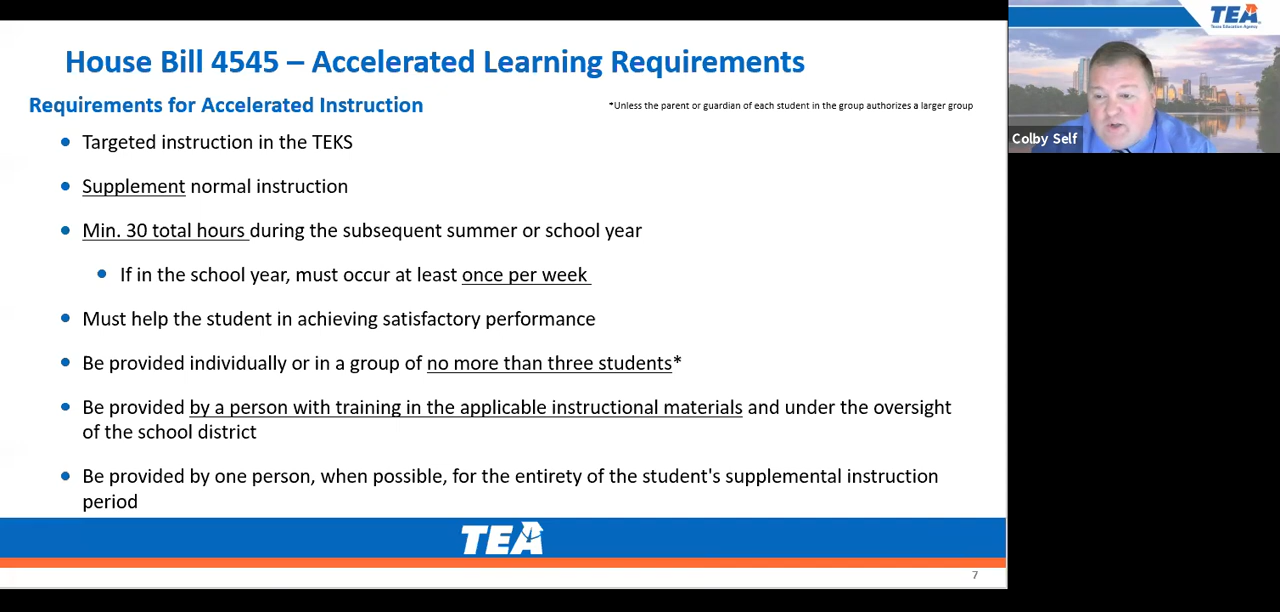 House Bill 4545 – Accelerated Learning Requirements
Requirements for Accelerated Instruction
*Unless the parent or guardian of each student in the group authorizes a larger group
• Targeted instruction in the TEKS
• Supplement normal instruction
• Min. 30 total hours during the subsequent summer or school year
• If in the school year, must occur at least once per week
• Must help the student in achieving satisfactory performance
• Be provided individually or in a group of no more than three students*
• Be provided by a person with training in the applicable instructional materials and under the oversight
of the school district
• Be provided by one person, when possible, for the entirety of the student's supplemental instruction
period
TEA
7
TEA
Texas Education Agency
Colby Self